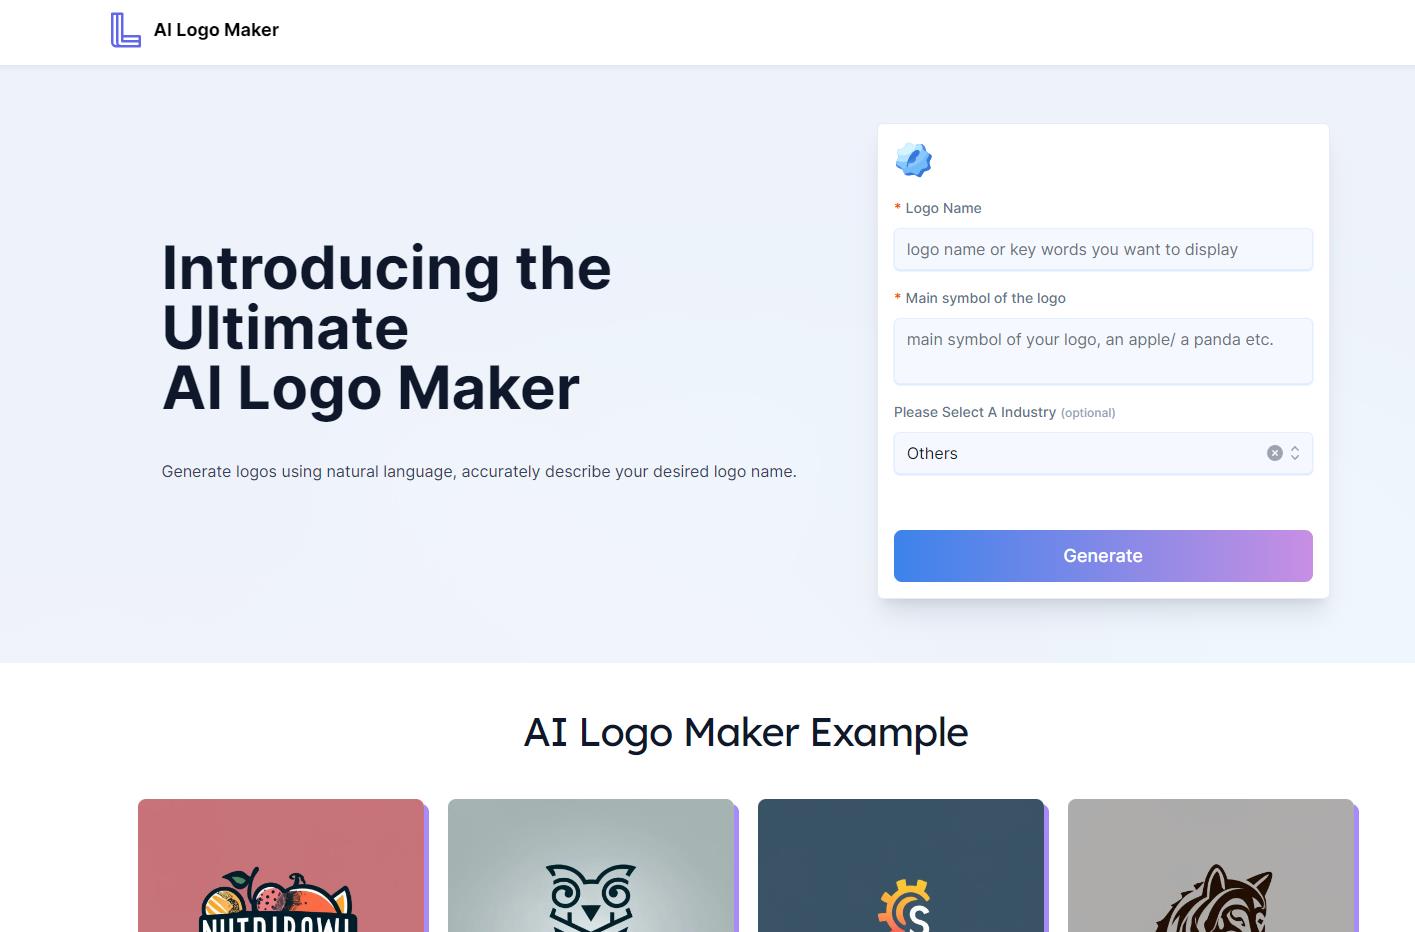 AI Logo Maker
Introducing the
Ultimate
AI Logo Maker
Generate logos using natural language, accurately describe your desired logo name.
* Logo Name
logo name or key words you want to display
* Main symbol of the logo
main symbol of your logo, an apple/ a panda etc.
Please Select A Industry (optional)
Others
Generate
AI Logo Maker Example
NUTRIBOWL
S